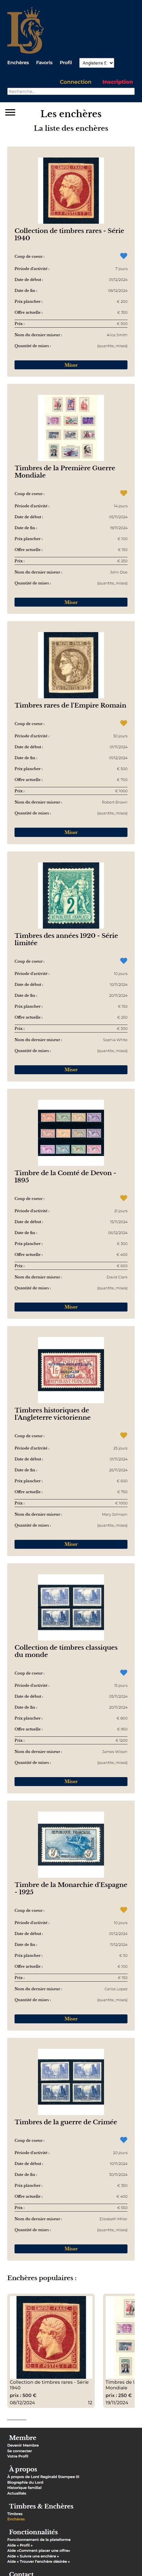 Enchères Favoris Profil Angleterre E
Connection Inscription
Recherche...
Les enchères
La liste des enchères
Collection de timbres rares - Série
1940
Coup de coeur :
Période d'activité : 7 jours
Date de début : 01/12/2024
Date de fin : 08/12/2024
Prix plancher : € 200
Offre actuelle : € 350
Prix : € 500
Nom du dernier miseur : Alice Smith
Quantité de mises : {quantite_mises}
Miser
Timbres de la Première Guerre
Mondiale
Coup de coeur :
Période d'activité : 14 jours
Date de début : 05/11/2024
Date de fin : 19/11/2024
Prix plancher : € 100
Offre actuelle : € 150
Prix : € 250
Nom du dernier miseur : John Doe
Quantité de mises : {quantite_mises}
Miser
Timbres rares de l'Empire Romain
Coup de coeur :
Période d'activité : 30 jours
Date de début : 01/11/2024
Date de fin : 01/12/2024
Prix plancher : € 500
Offre actuelle : € 700
Prix : € 1000
Nom du dernier miseur : Robert Brown
Quantité de mises : {quantite_mises}
Miser
Timbres des années 1920 - Série
limitée
Coup de coeur :
Période d'activité : 10 jours
Date de début : 10/11/2024
Date de fin : 20/11/2024
Prix plancher : € 150
Offre actuelle : € 250
Prix : € 300
Nom du dernier miseur : Sophia White
Quantité de mises : {quantite_mises}
Miser
Timbre de la Comté de Devon -
1895
Coup de coeur :
Période d'activité : 21 jours
Date de début : 15/11/2024
Date de fin : 06/12/2024
Prix plancher : € 300
Offre actuelle : € 400
Prix : € 600
Nom du dernier miseur : David Clark
Quantité de mises : {quantite_mises}
Miser
Timbres historiques de
l'Angleterre victorienne
Coup de coeur :
Période d'activité : 25 jours
Date de début : 01/11/2024
Date de fin : 26/11/2024
Prix plancher : € 600
Offre actuelle : € 750
Prix : € 1000
Nom du dernier miseur : Mary Johnson
Quantité de mises : {quantite_mises}
Miser
Collection de timbres classiques
du monde
Coup de coeur :
Période d'activité : 15 jours
Date de début : 05/11/2024
Date de fin : 20/11/2024
Prix plancher : € 800
Offre actuelle : € 950
Prix : € 1200
Nom du dernier miseur : James Wilson
Quantité de mises : {quantite_mises}
Miser
Timbre de la Monarchie d'Espagne
- 1925
Coup de coeur :
Période d'activité : 10 jours
Date de début : 01/12/2024
Date de fin : 11/12/2024
Prix plancher : € 50
Offre actuelle : € 100
Prix : € 150
Nom du dernier miseur : Carlos Lopez
Quantité de mises : {quantite_mises}
Miser
Timbres de la guerre de Crimée
Coup de coeur :
Période d'activité : 20 jours
Date de début : 10/11/2024
Date de fin : 30/11/2024
Prix plancher : € 350
Offre actuelle : € 400
Prix : € 550
Nom du dernier miseur : Elizabeth Miller
Quantité de mises : {quantite_mises}
Miser
Enchères populaires :
Collection de timbres rares - Série
1940
prix : 500 €
08/12/2024 12
Timbres de l
Mondiale
prix : 250 €
19/11/2024
Membre
Devenir Membre
Se connecter
Votre Profil
À propos
À propos de Lord Reginald Stampee III
Biographie du Lord
Historique familial
Actualités
Timbres & Enchères
Timbres
Enchères
Fonctionnalités
Fonctionnement de la plateforme
Aide « Profil »
Aide «Comment placer une offre»
Aide « Suivre une enchère »
Aide « Trouver l'enchère désirée »
Contact